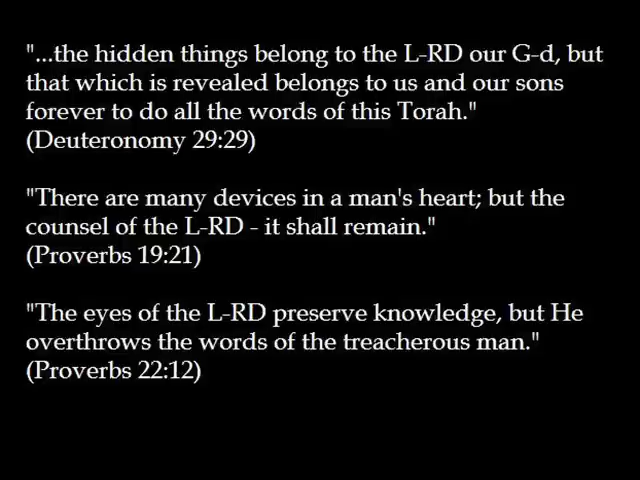 "...the hidden things belong to the L-RD our G-d, but
that which is revealed belongs to us and our sons
forever to do all the words of this Torah."
(Deuteronomy 29:29)
"There are many devices in a man's heart; but the
counsel of the L-RD - it shall remain."
(Proverbs 19:21)
"The eyes of the L-RD preserve knowledge, but He
overthrows the words of the treacherous man."
(Proverbs 22:12)